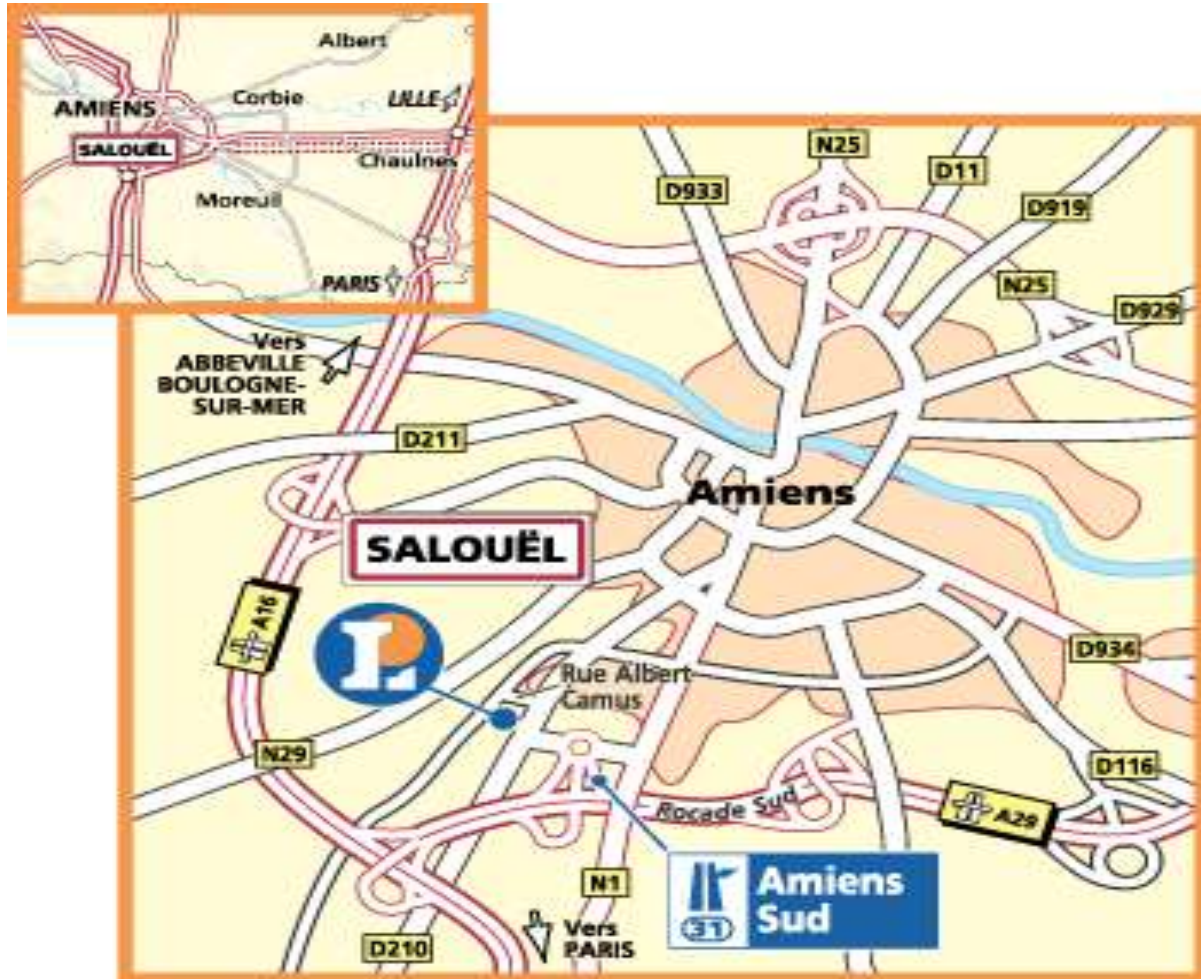 Albert
AMIENS
Corbie
LILLE
SALOUËL
Chaulnes
Moreuil
PARIS
N25
D933
D11
D919
N25
D929
Vers
ABBEVILLE
BOULOGNE-
SUR-MER
D211
Amiens
SALOUËL
A16
L
Rue Albert
Camus
D934
N29
D116
Rocade Sud
A29
N1
Amiens
Sud
31
Vers
PARIS
D210